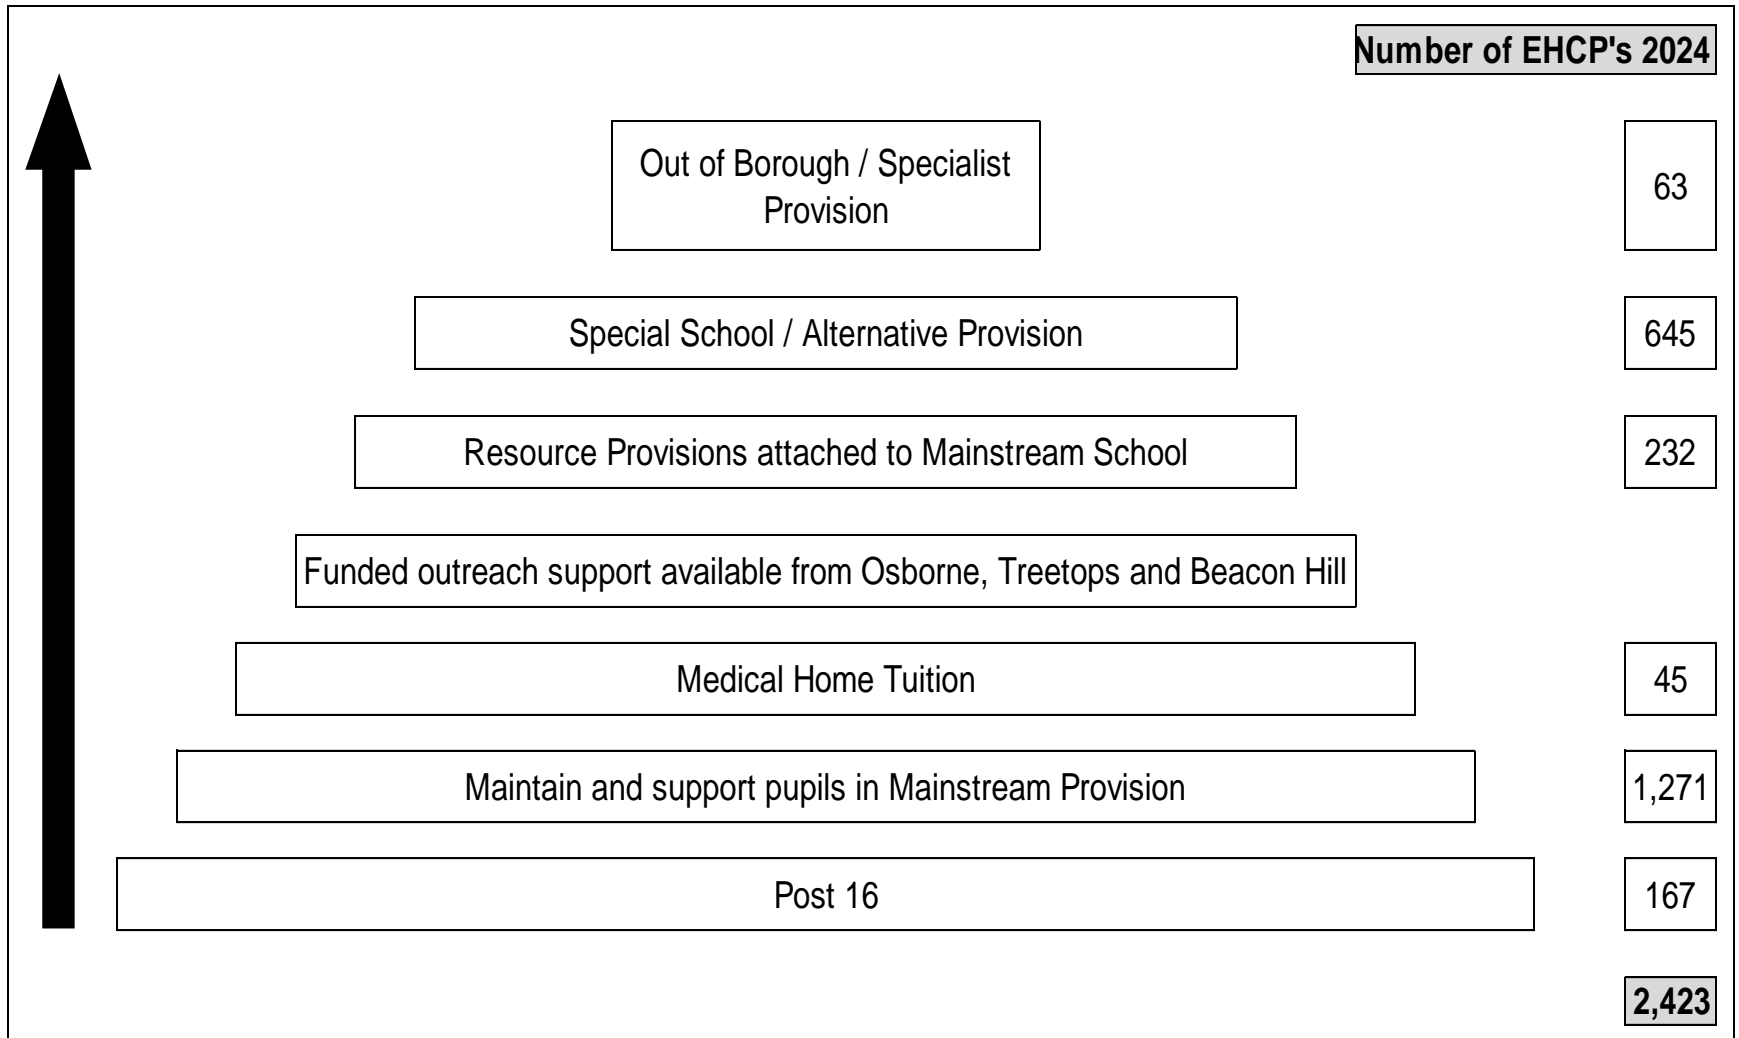 Number of EHCP's 2024
Out of Borough / Specialist
Provision
63
Special School / Alternative Provision
645
Resource Provisions attached to Mainstream School
232
Funded outreach support available from Osborne, Treetops and Beacon Hill
Medical Home Tuition
45
Maintain and support pupils in Mainstream Provision
1,271
Post 16
167
2,423